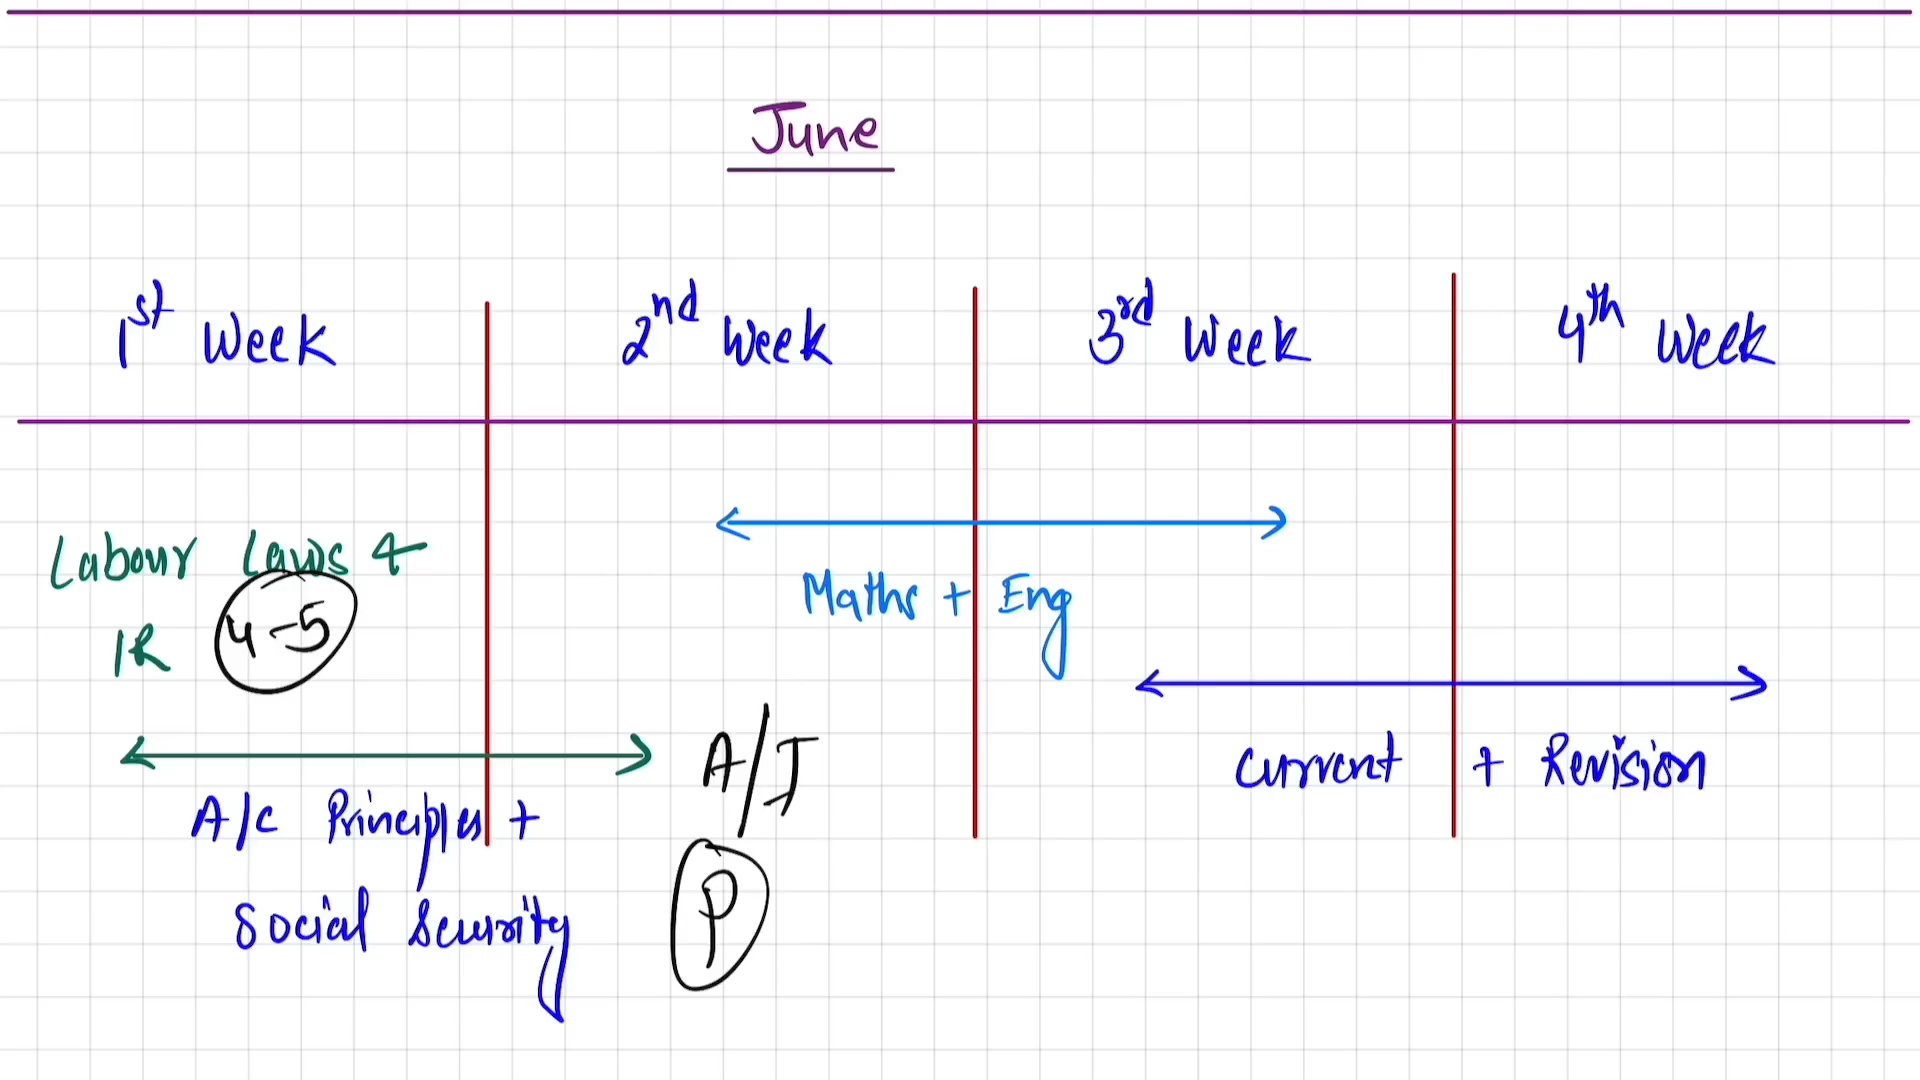 June
1st Week
2nd Week
3rd Week
4th Week
Labour Laws &
IR 4-5
Maths + Eng
A/C Principles +
Social Security
A/J
P
Current + Revision